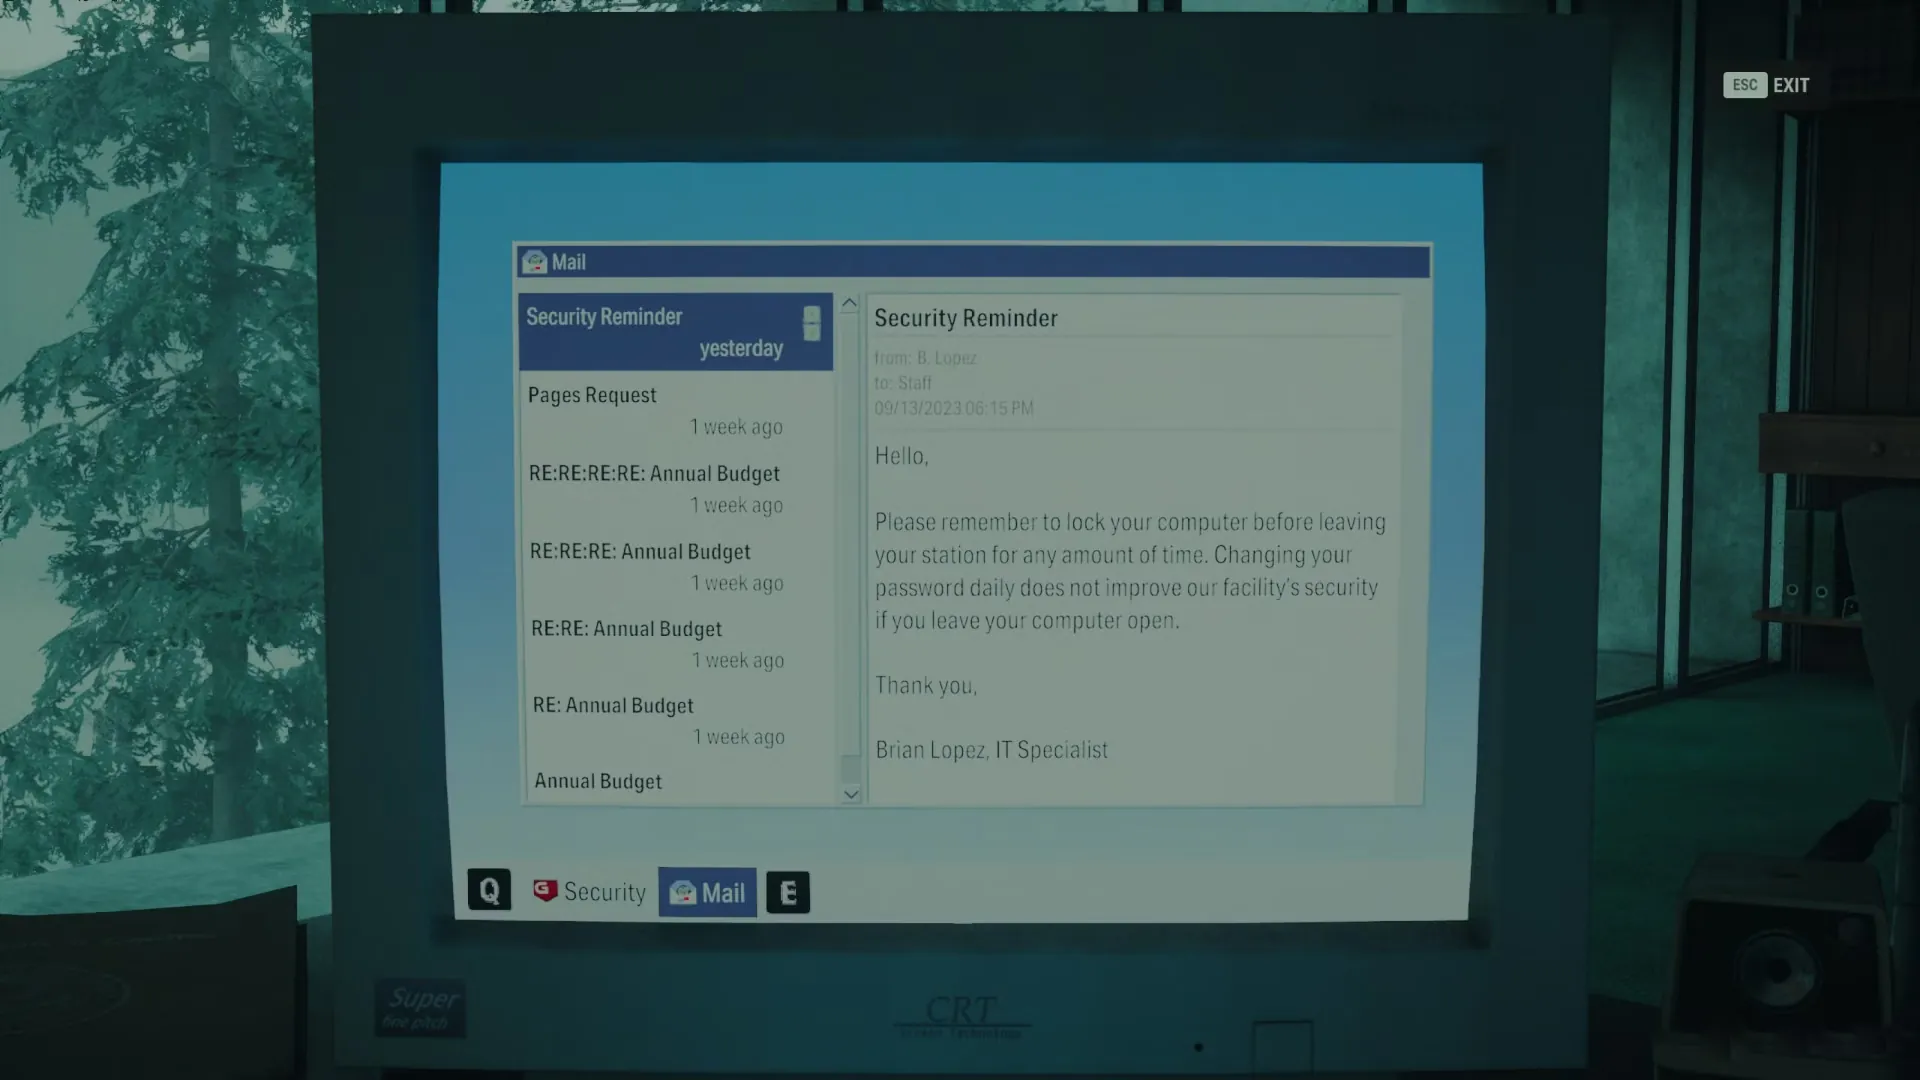 ESC EXIT
Mail
Security Reminder
yesterday
Pages Request
1 week ago
RE:RE:RE:RE: Annual Budget
1 week ago
RE:RE:RE: Annual Budget
1 week ago
RE:RE: Annual Budget
1 week ago
RE: Annual Budget
1 week ago
Annual Budget
Security Reminder
from: B. Lopez
to: Staff
09/13/2023 06:15 PM
Hello,
Please remember to lock your computer before leaving
your station for any amount of time. Changing your
password daily does not improve our facility's security
if you leave your computer open.
Thank you,
Brian Lopez, IT Specialist
Q Security Mail E
Super
fine pitch
CRT